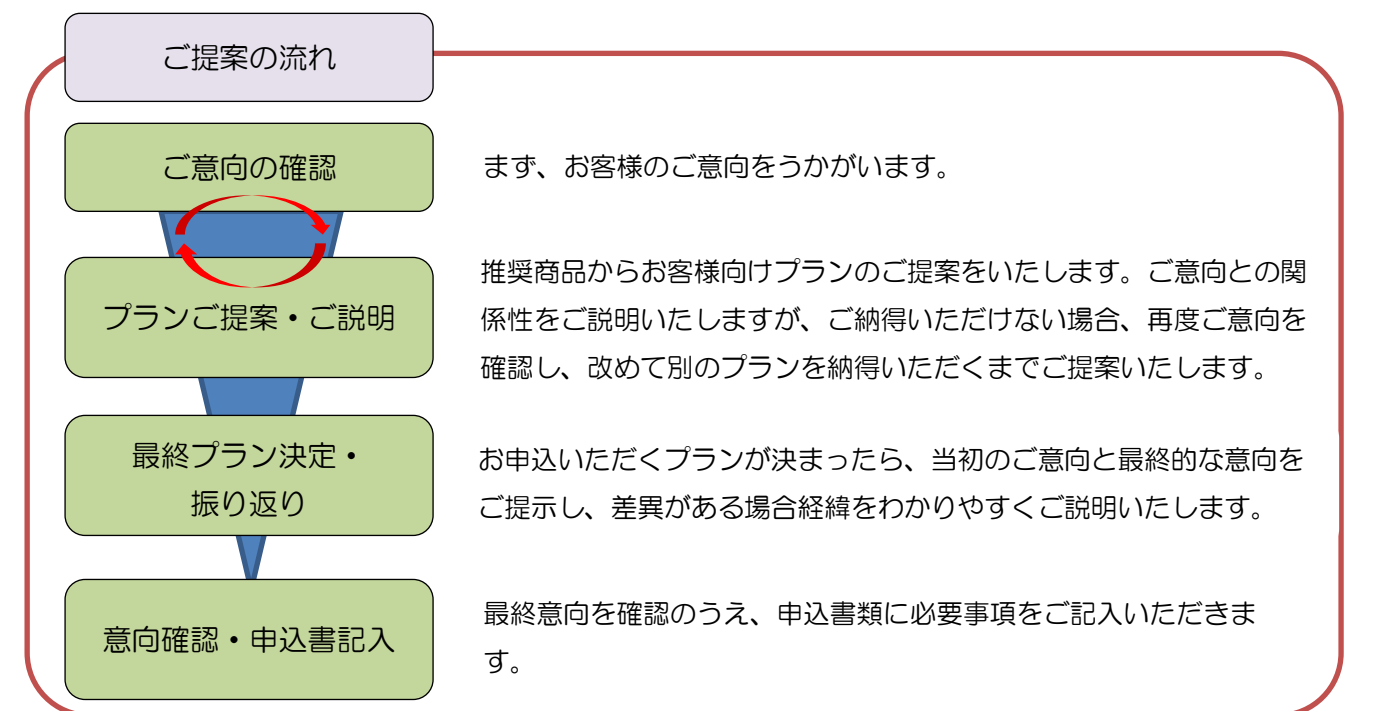 ご提案の流れ
ご意向の確認
まず、お客様のご意向をうかがいます。
プランご提案・ご説明
推奨商品からお客様向けプランのご提案をいたします。ご意向との関
係性をご説明いたしますが、ご納得いただけない場合、再度ご意向を
確認し、改めて別のプランを納得いただくまでご提案いたします。
最終プラン決定・
振り返り
お申込いただくプランが決まったら、当初のご意向と最終的な意向を
ご提示し、差異がある場合経緯をわかりやすくご説明いたします。
意向確認・申込書記入
最終意向を確認のうえ、申込書類に必要事項をご記入いただきま
す。